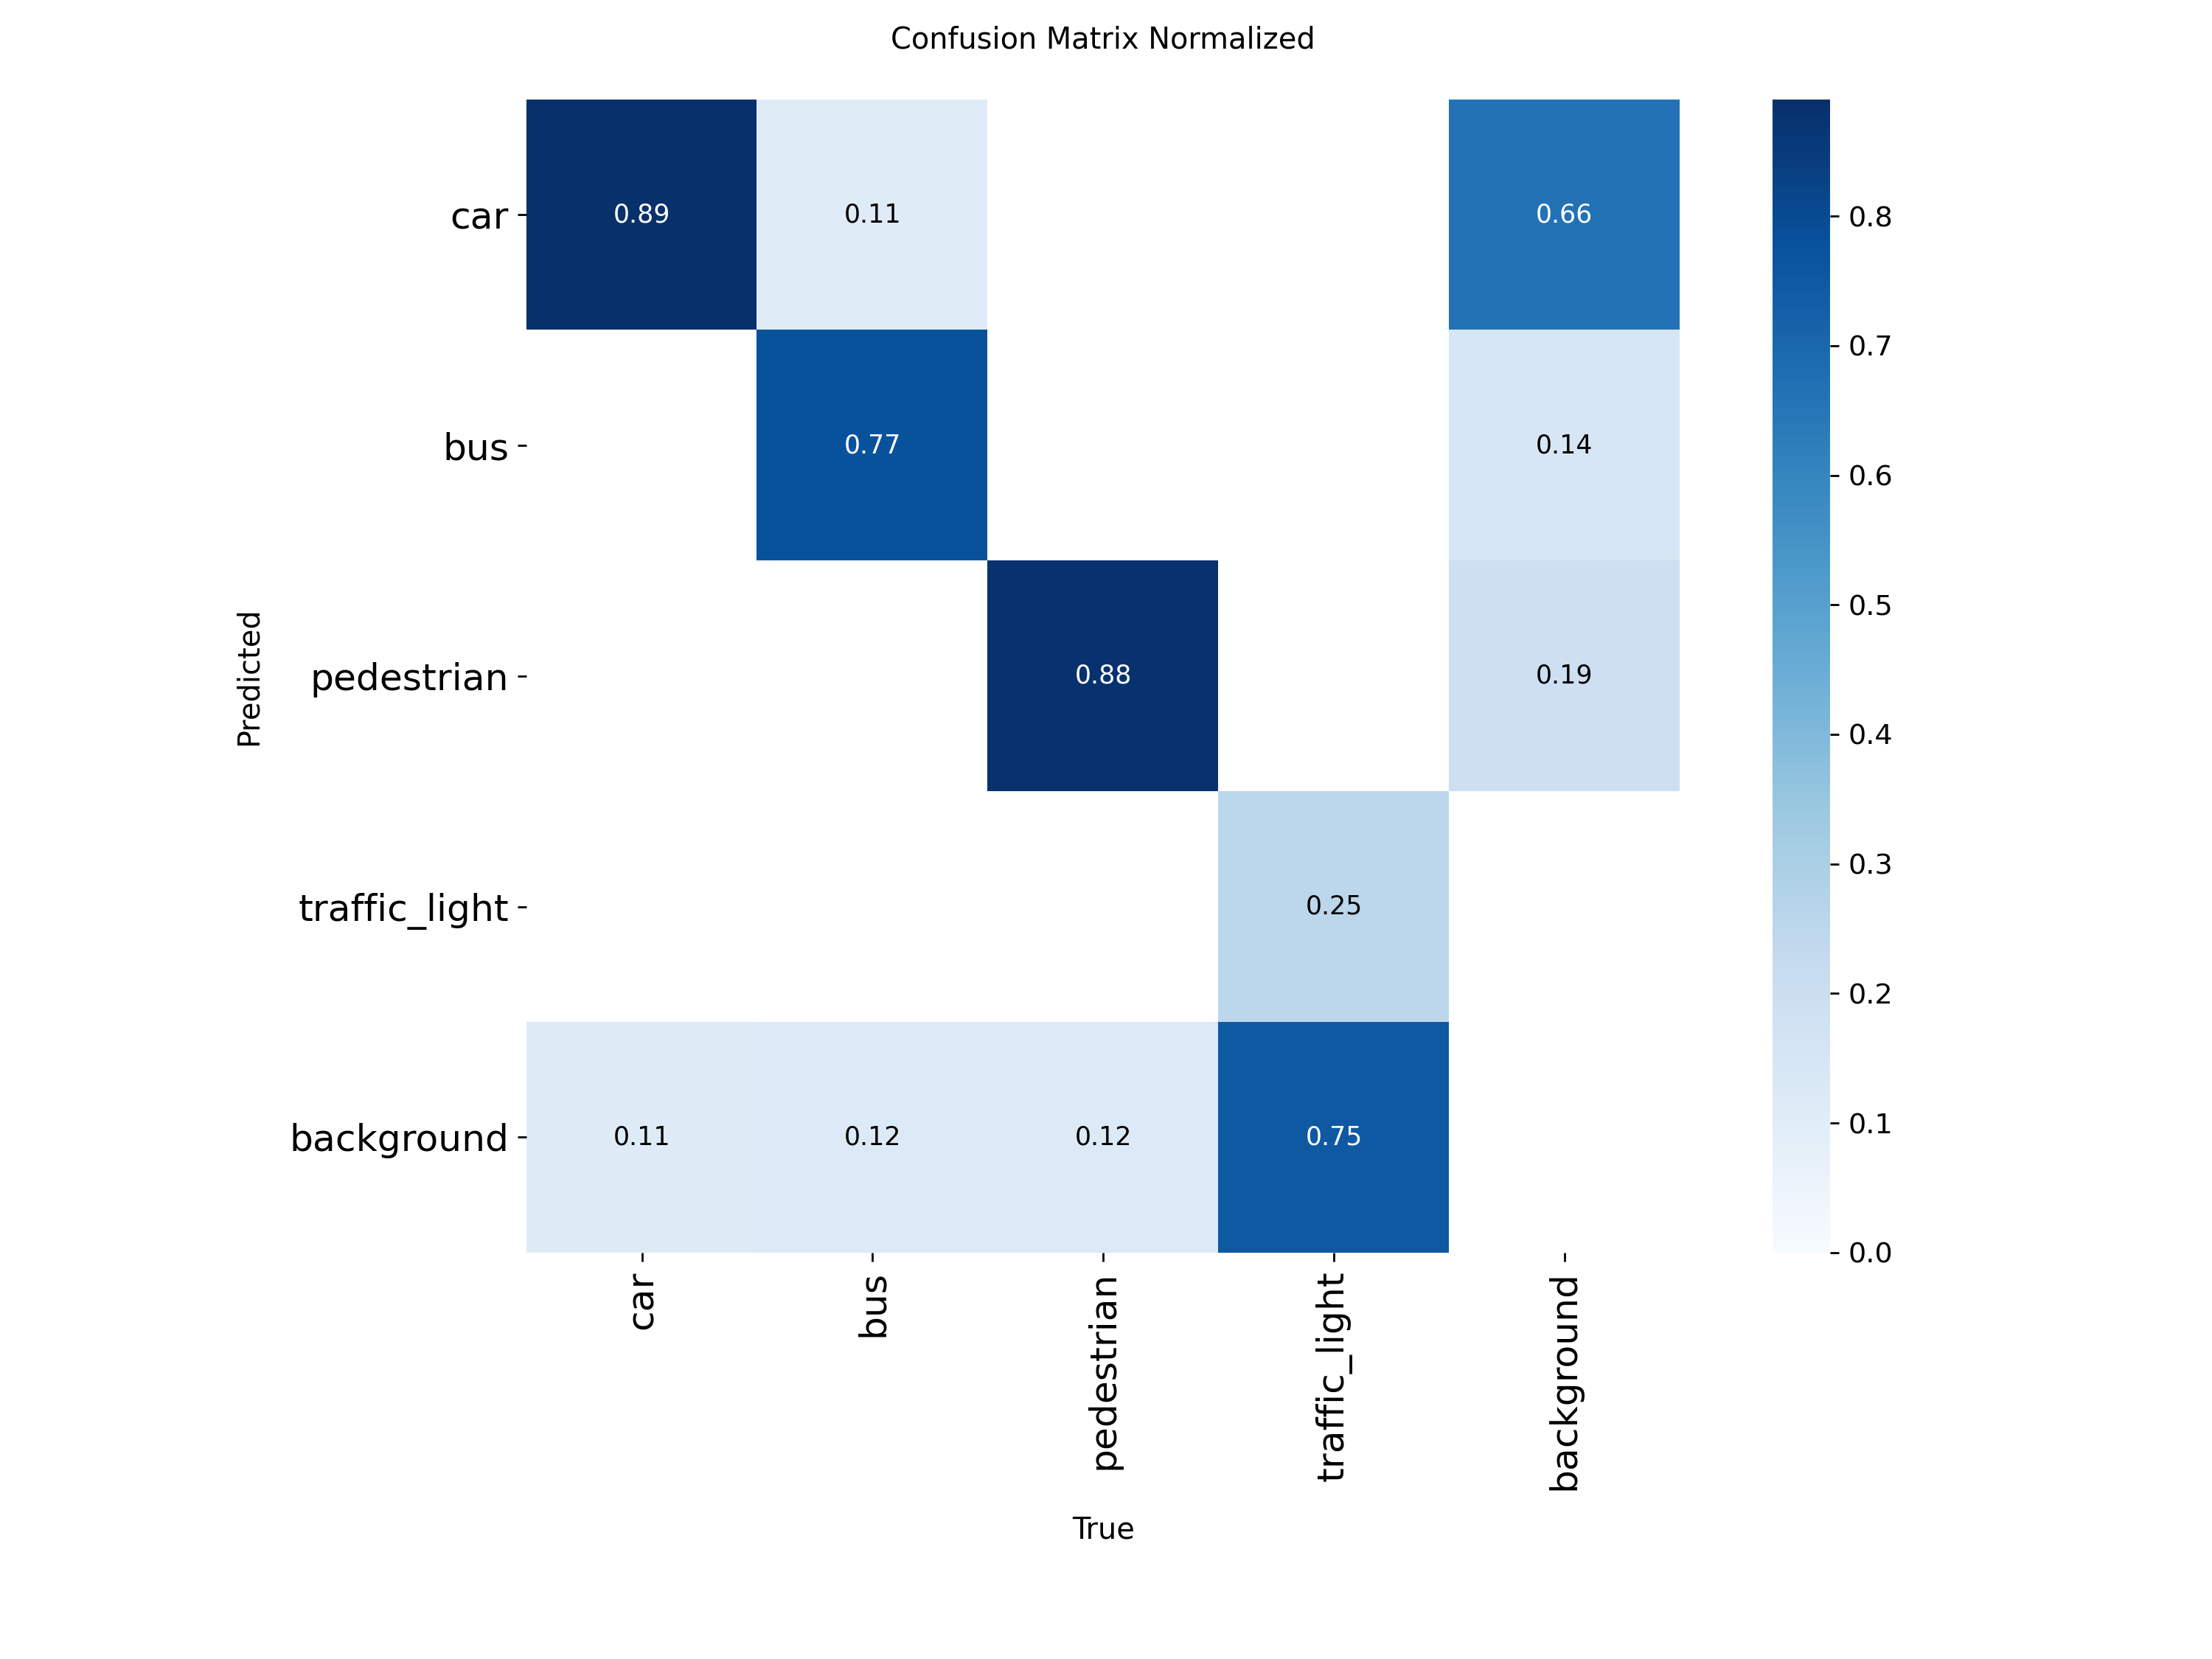 Confusion Matrix Normalized
car
0.89
0.11
0.66
0.8
0.7
bus
0.77
0.14
0.6
0.5
Predicted
pedestrian
0.88
0.19
0.4
0.3
traffic_light
0.25
0.2
background
0.11
0.12
0.12
0.75
0.1
0.0
car
bus
pedestrian
traffic_light
background
True